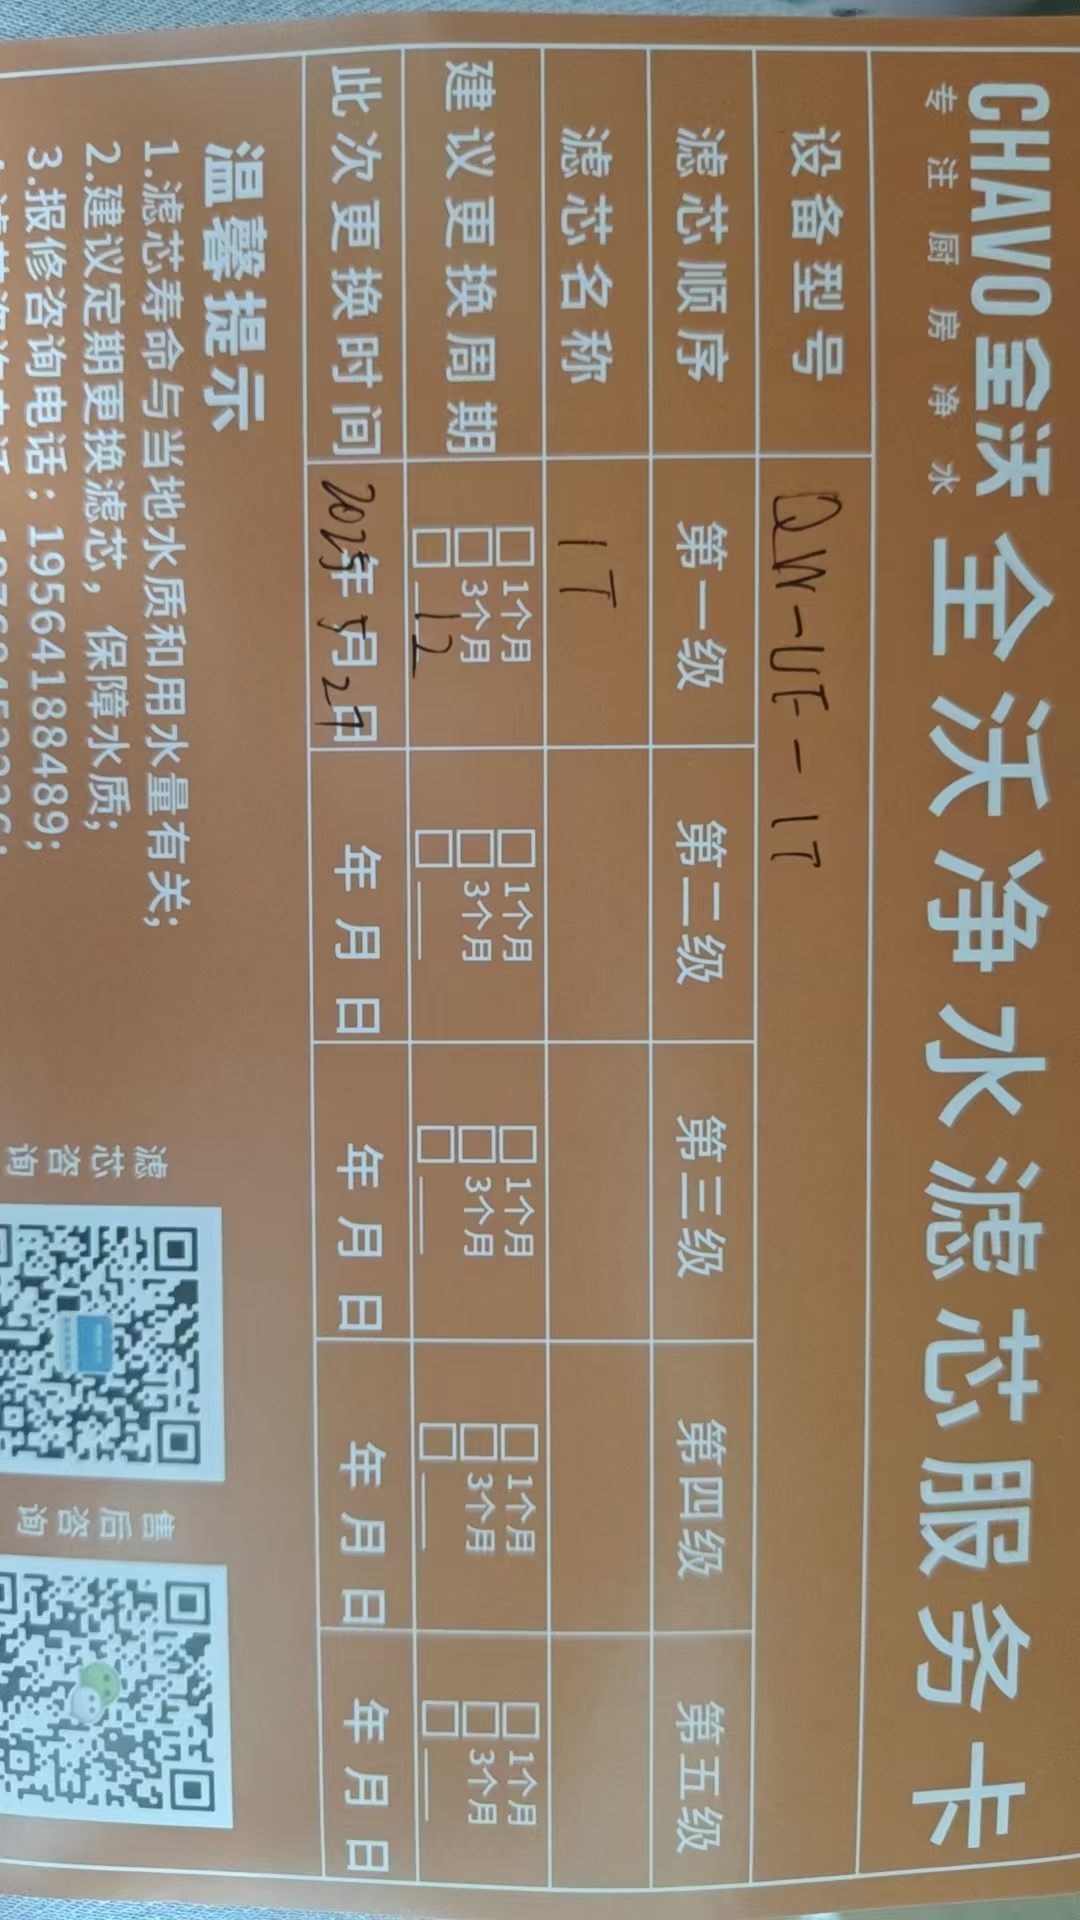 CHAVO全沃 全沃净水滤芯服务卡
专注厨房净水
设备型号 QW-UF-1T
滤芯顺序 第一级 第二级 第三级 第四级 第五级
滤芯名称 1T
建议更换周期 □1个月 □1个月 □1个月 □1个月 □1个月
□3个月 □3个月 □3个月 □3个月 □3个月
□12 □___ □___ □___ □___
此次更换时间 2025年5月27日 年月日 年月日 年月日 年月日
温馨提示
1.滤芯寿命与当地水质和用水量有关;
2.建议定期更换滤芯，保障水质;
3.报修咨询电话：19564188489;
滤芯咨询
售后咨询